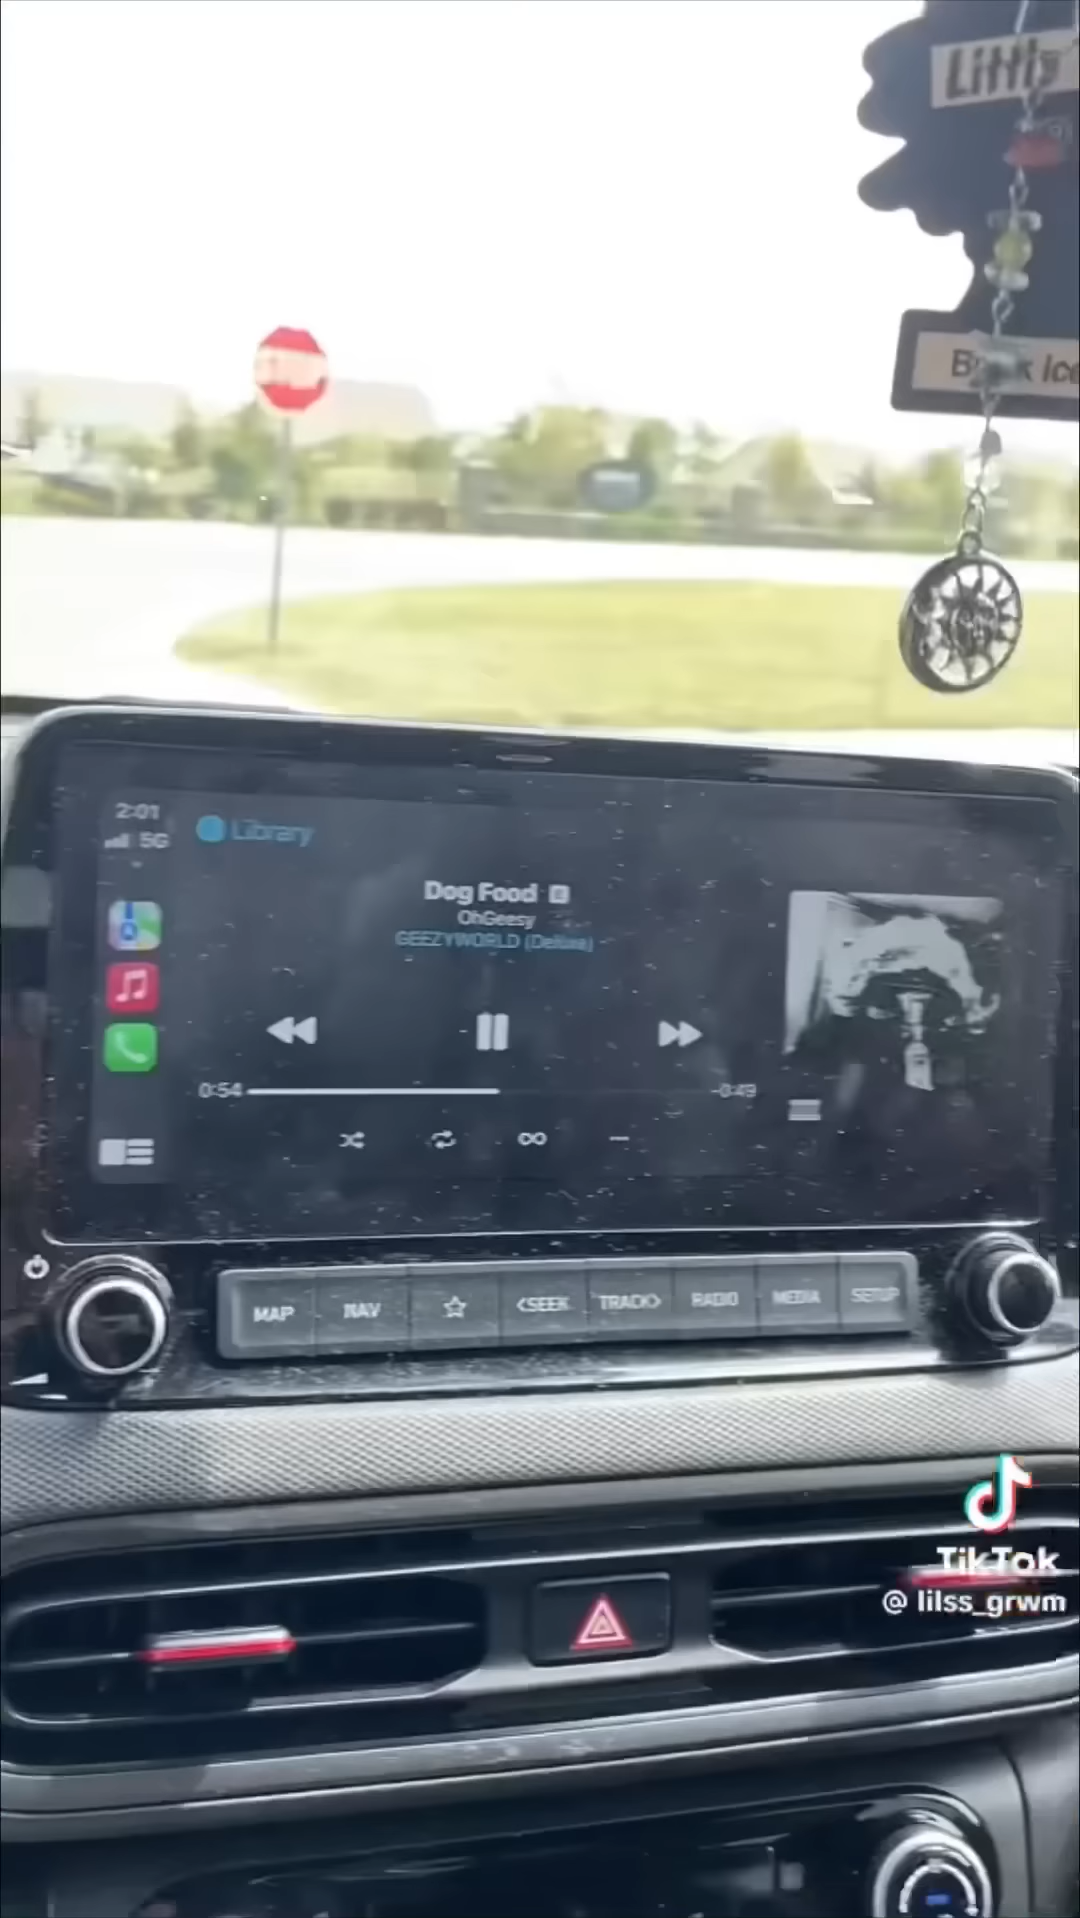 2:01
5G
Library
Dog Food E
OhGeesy
GEEZYWORLD (Deluxe)
0:54
-0:49
MAP
NAV
<SEEK
TRACK>
RADIO
MEDIA
SETUP
TikTok
@ lilss_grwm